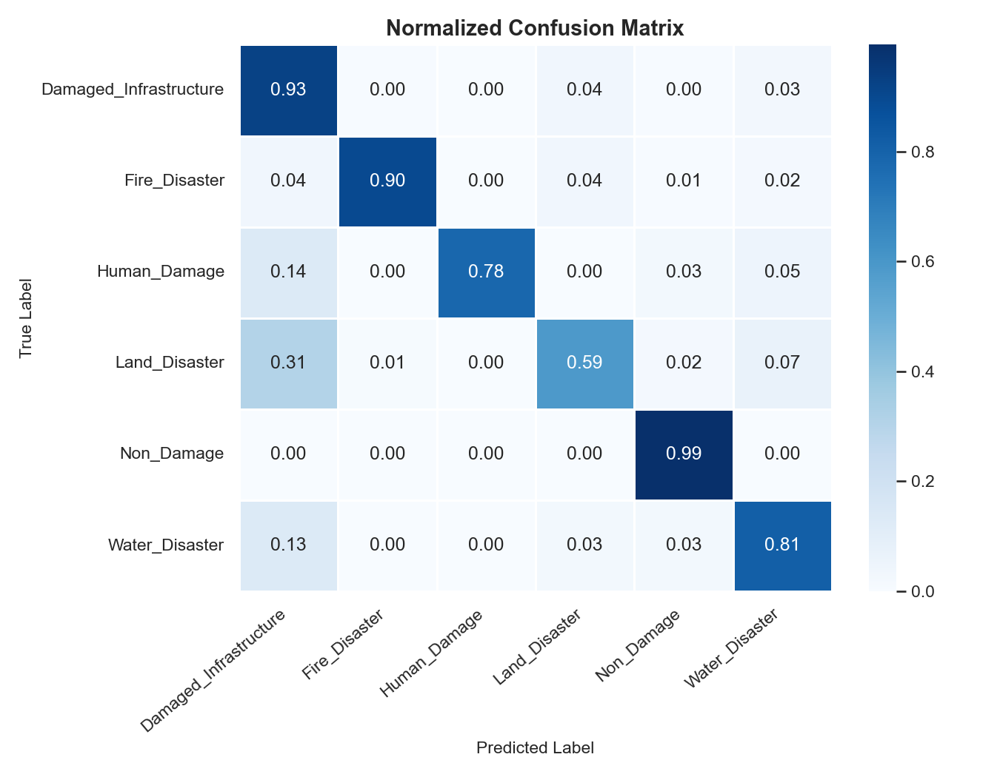 Normalized Confusion Matrix
Damaged_Infrastructure 0.93 0.00 0.00 0.04 0.00 0.03
0.8
Fire_Disaster 0.04 0.90 0.00 0.04 0.01 0.02
Human_Damage 0.14 0.00 0.78 0.00 0.03 0.05
0.6
True Label
Land_Disaster 0.31 0.01 0.00 0.59 0.02 0.07
0.4
Non_Damage 0.00 0.00 0.00 0.00 0.99 0.00
0.2
Water_Disaster 0.13 0.00 0.00 0.03 0.03 0.81
0.0
Damaged_Infrastructure
Fire_Disaster
Human_Damage
Land_Disaster
Non_Damage
Water_Disaster
Predicted Label